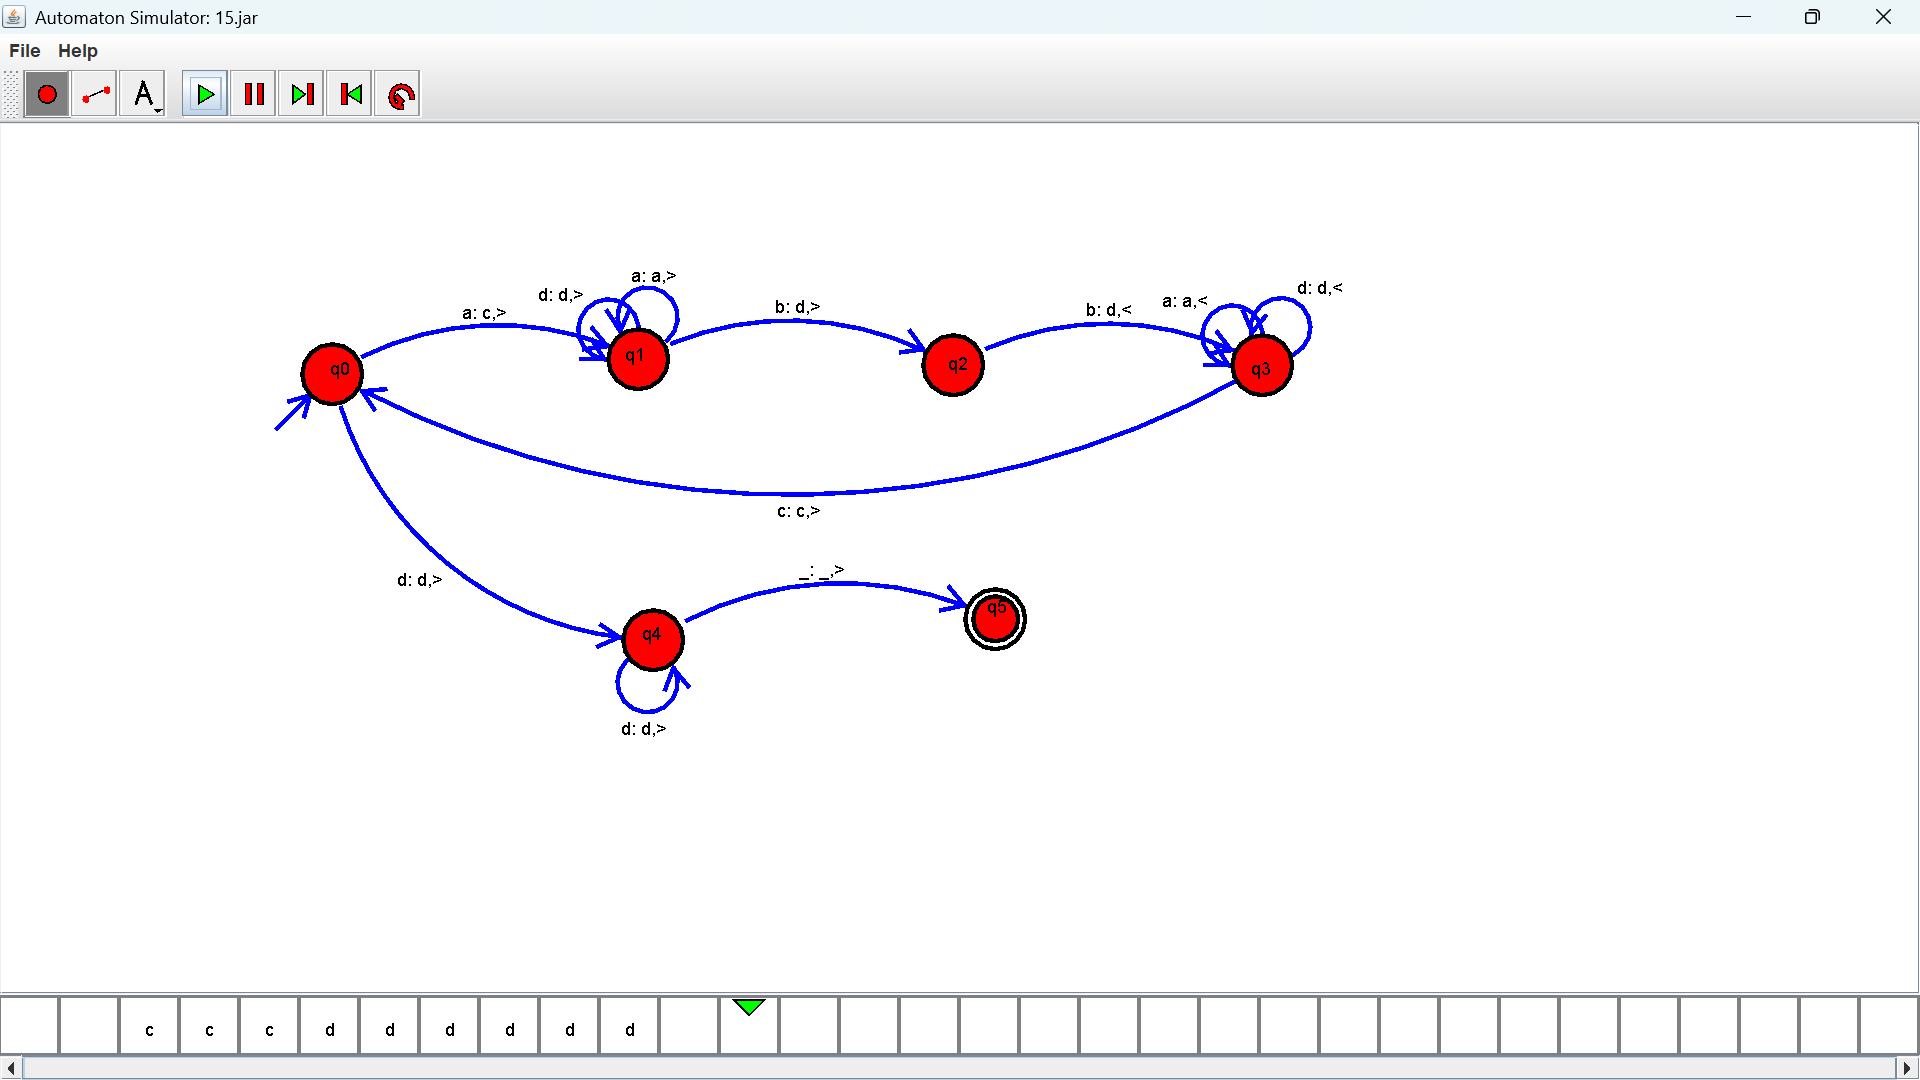 Automaton Simulator: 15.jar
File Help
A
a: a,>
d: d,>
a: c,>
b: d,>
b: d,<
a: a,<
d: d,<
q0
q1
q2
q3
c: c,>
d: d,>
_: _,>
q4
q5
d: d,>
c c c d d d d d d